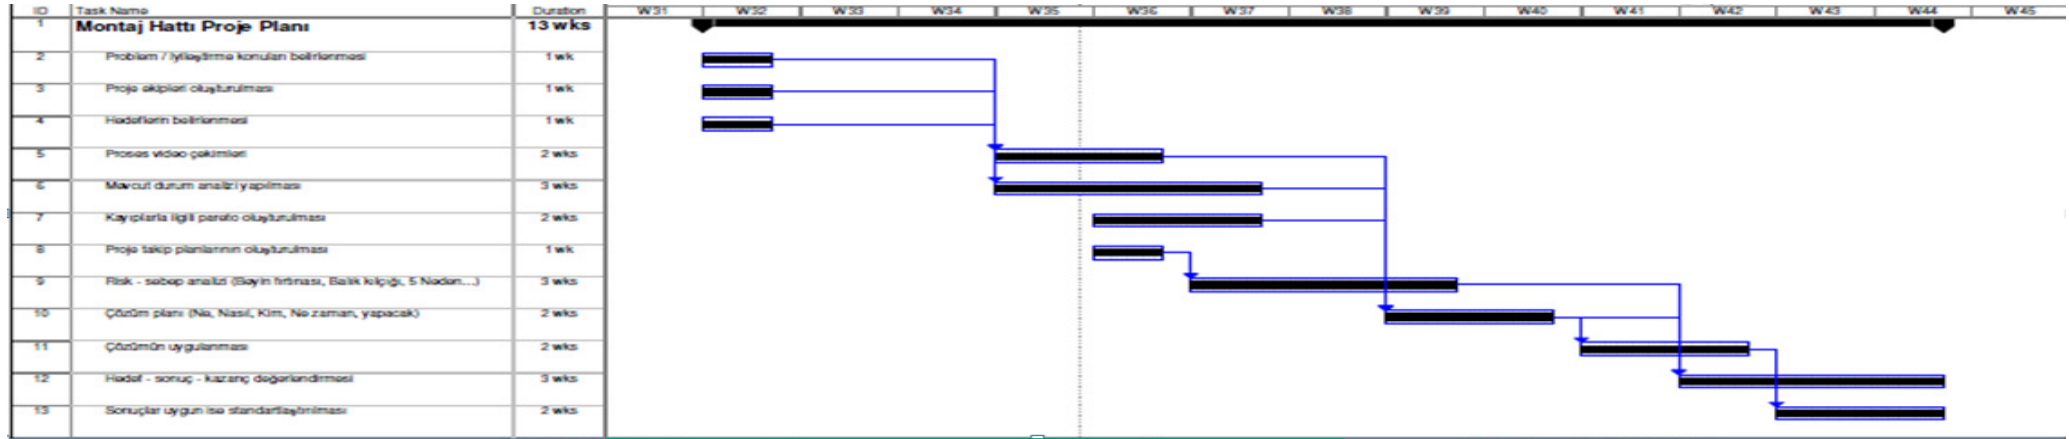 ID Task Name Duration W31 W32 W33 W34 W35 W36 W37 W38 W39 W40 W41 W42 W43 W44 W45
1 Montaj Hattı Proje Planı 13 wks
2 Problem / İyileştirme konuları belirlenmesi 1 wk
3 Proje ekipleri oluşturulması 1 wk
4 Hedeflerin belirlenmesi 1 wk
5 Proses video çekimleri 2 wks
6 Mevcut durum analizi yapılması 3 wks
7 Kayıplarla ilgili pareto oluşturulması 2 wks
8 Proje takip planlarının oluşturulması 1 wk
9 Risk - sebep analizi (Beyin fırtınası, Balık kılçığı, 5 Neden...) 3 wks
10 Çözüm planı (Ne, Nasıl, Kim, Ne zaman, yapacak) 2 wks
11 Çözümün uygulanması 2 wks
12 Hedef - sonuç - kazanç değerlendirmesi 3 wks
13 Sonuçlar uygun ise standartlaştırılması 2 wks